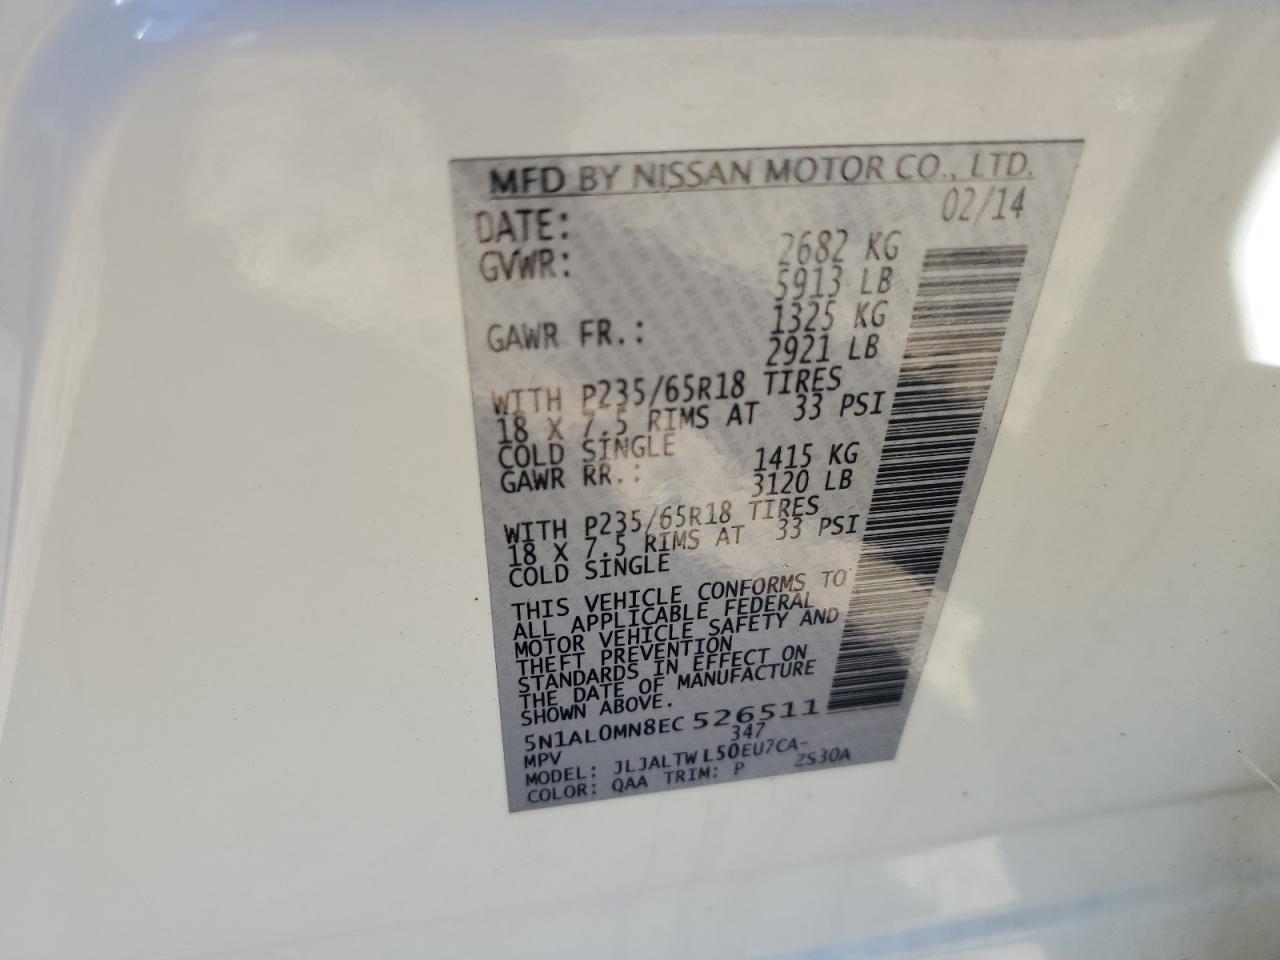 MFD BY NISSAN MOTOR CO., LTD.
DATE: 02/14
GVWR: 2682 KG
5913 LB
GAWR FR.: 1325 KG
2921 LB
WITH P235/65R18 TIRES
18 X 7.5 RIMS AT 33 PSI
COLD SINGLE
GAWR RR.: 1415 KG
3120 LB
WITH P235/65R18 TIRES
18 X 7.5 RIMS AT 33 PSI
COLD SINGLE
THIS VEHICLE CONFORMS TO
ALL APPLICABLE FEDERAL
MOTOR VEHICLE SAFETY AND
THEFT PREVENTION
STANDARDS IN EFFECT ON
THE DATE OF MANUFACTURE
SHOWN ABOVE.
5N1AL0MN8EC526511
MPV 347
MODEL: JLJALTWL50EU7CA-
COLOR: QAA TRIM: P ZS30A